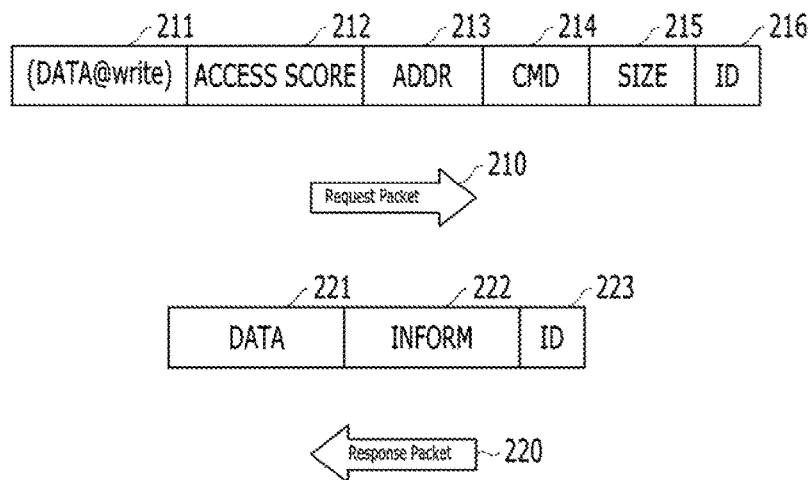 211 212 213 214 215 216
(DATA@write) ACCESS SCORE ADDR CMD SIZE ID
210
Request Packet
221 222 223
DATA INFORM ID
Response Packet 220